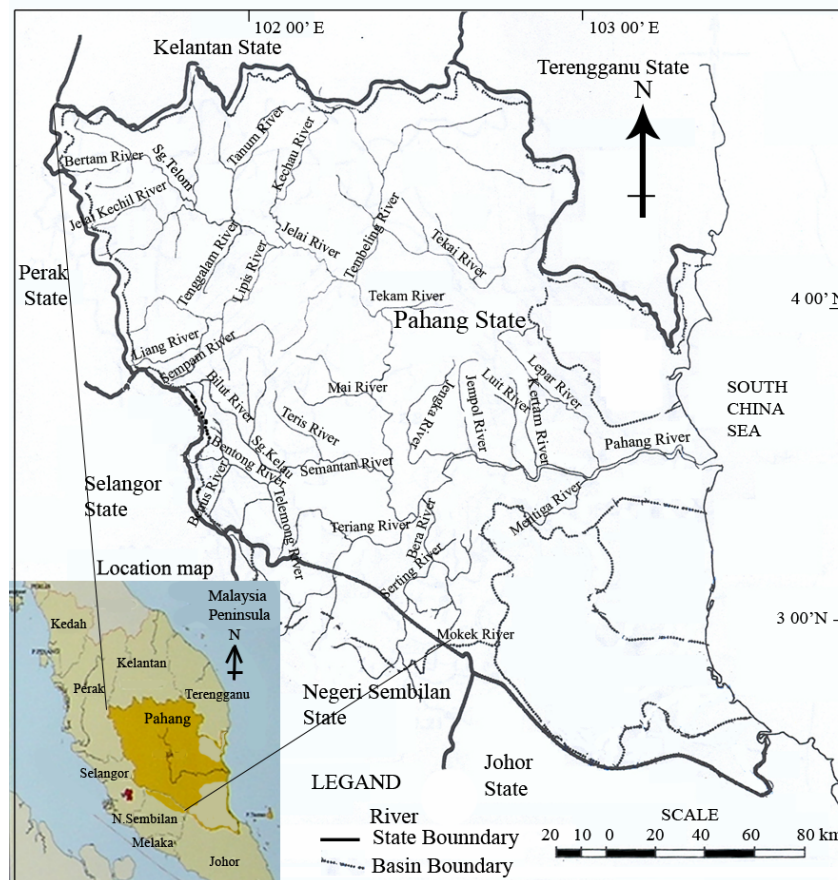 102 00' E
103 00' E
Kelantan State
Terengganu State
N
Bertam River
Sg.Telom
Tanum River
Kechau River
Jelai Kechil River
Tenggalam River
Lipis River
Jelai River
Tembeling River
Tekai River
Perak
State
Tekam River
4 00'N
Pahang State
Liang River
Sempam River
Bilut River
Mai River
Teris River
Jengka River
Jempol River
Luit River
Kertam River
Lepar River
SOUTH
CHINA
SEA
Pahang River
Sg.Kelau
Bentong River
Semantan River
Selangor
State
Benus River
Telemong River
Teriang River
Bera River
Mentiga River
Serting River
Location map
Malaysia
Peninsula
N
3 00'N
Mokek River
Kedah
Kelantan
Perak
Terengganu
Pahang
Negeri Sembilan
State
Selangor
Johor
State
N.Sembilan
Melaka
Johor
LEGAND
River
State Bounndary
Basin Boundary
SCALE
20 10 0 20 40 60 80 km